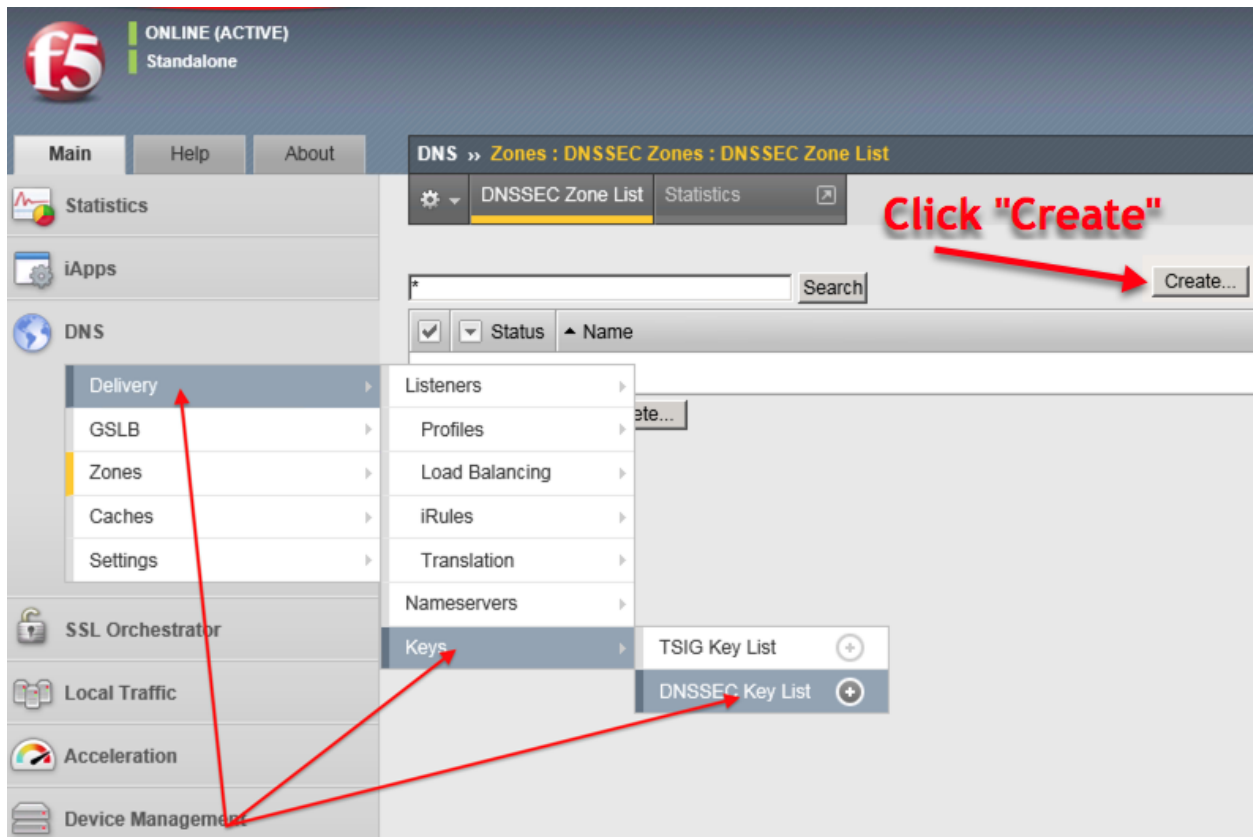 f5
ONLINE (ACTIVE)
Standalone
Main
Help
About
DNS » Zones : DNSSEC Zones : DNSSEC Zone List
DNSSEC Zone List
Statistics
Click "Create"
Statistics
iApps
DNS
*
Search
Create...
Status
Name
ete...
Delivery
GSLB
Zones
Caches
Settings
Listeners
Profiles
Load Balancing
iRules
Translation
Nameservers
Keys
TSIG Key List
DNSSEC Key List
SSL Orchestrator
Local Traffic
Acceleration
Device Management